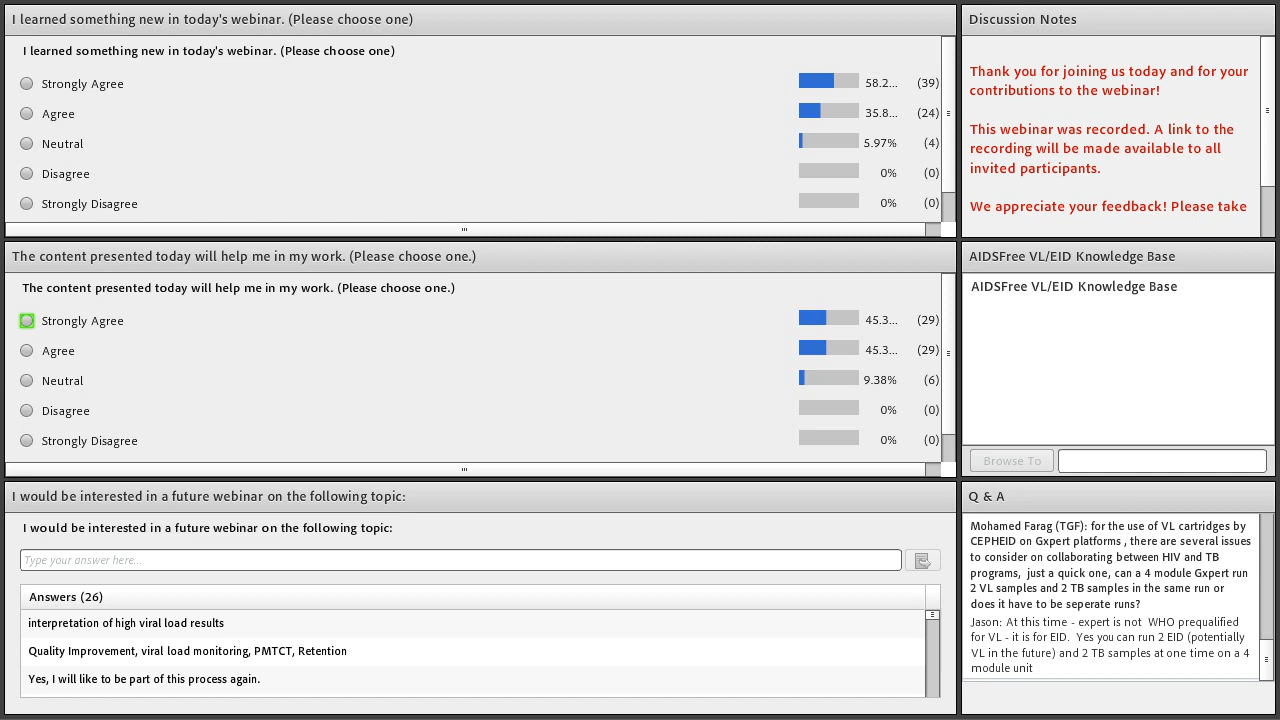 I learned something new in today's webinar. (Please choose one)
I learned something new in today's webinar. (Please choose one)
Strongly Agree 58.2... (39)
Agree 35.8... (24)
Neutral 5.97% (4)
Disagree 0% (0)
Strongly Disagree 0% (0)
The content presented today will help me in my work. (Please choose one.)
The content presented today will help me in my work. (Please choose one.)
Strongly Agree 45.3... (29)
Agree 45.3... (29)
Neutral 9.38% (6)
Disagree 0% (0)
Strongly Disagree 0% (0)
I would be interested in a future webinar on the following topic:
I would be interested in a future webinar on the following topic:
Type your answer here...
Answers (26)
interpretation of high viral load results
Quality Improvement, viral load monitoring, PMTCT, Retention
Yes, I will like to be part of this process again.
Discussion Notes
Thank you for joining us today and for your
contributions to the webinar!
This webinar was recorded. A link to the
recording will be made available to all
invited participants.
We appreciate your feedback! Please take
AIDSFree VL/EID Knowledge Base
AIDSFree VL/EID Knowledge Base
Browse To
Q & A
Mohamed Farag (TGF): for the use of VL cartridges by
CEPHEID on Gxpert platforms , there are several issues
to consider on collaborating between HIV and TB
programs, just a quick one, can a 4 module Gxpert run
2 VL samples and 2 TB samples in the same run or
does it have to be seperate runs?
Jason: At this time - expert is not WHO prequalified
for VL - it is for EID. Yes you can run 2 EID (potentially
VL in the future) and 2 TB samples at one time on a 4
module unit